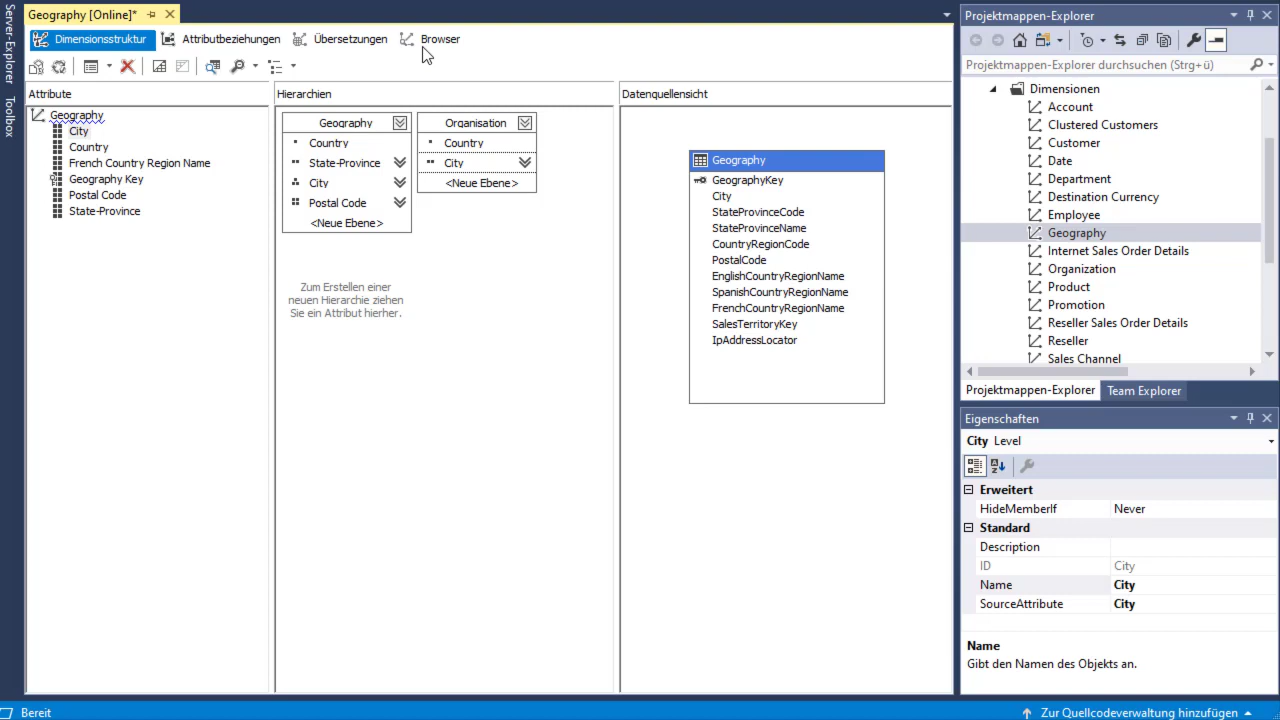 Server-Explorer
Toolbox
Geography [Online]*
Dimensionsstruktur
Attributbeziehungen
Übersetzungen
Browser
Attribute
Geography
City
Country
French Country Region Name
Geography Key
Postal Code
State-Province
Hierarchien
Geography
Country
State-Province
City
Postal Code
<Neue Ebene>
Organisation
Country
City
<Neue Ebene>
Zum Erstellen einer
neuen Hierarchie ziehen
Sie ein Attribut hierher.
Datenquellensicht
Geography
GeographyKey
City
StateProvinceCode
StateProvinceName
CountryRegionCode
PostalCode
EnglishCountryRegionName
SpanishCountryRegionName
FrenchCountryRegionName
SalesTerritoryKey
IpAddressLocator
Projektmappen-Explorer
Projektmappen-Explorer durchsuchen (Strg+ü)
Dimensionen
Account
Clustered Customers
Customer
Date
Department
Destination Currency
Employee
Geography
Internet Sales Order Details
Organization
Product
Promotion
Reseller Sales Order Details
Reseller
Sales Channel
Projektmappen-Explorer
Team Explorer
Eigenschaften
City Level
Erweitert
HideMemberIf Never
Standard
Description
ID City
Name City
SourceAttribute City
Name
Gibt den Namen des Objekts an.
Bereit
Zur Quellcodeverwaltung hinzufügen